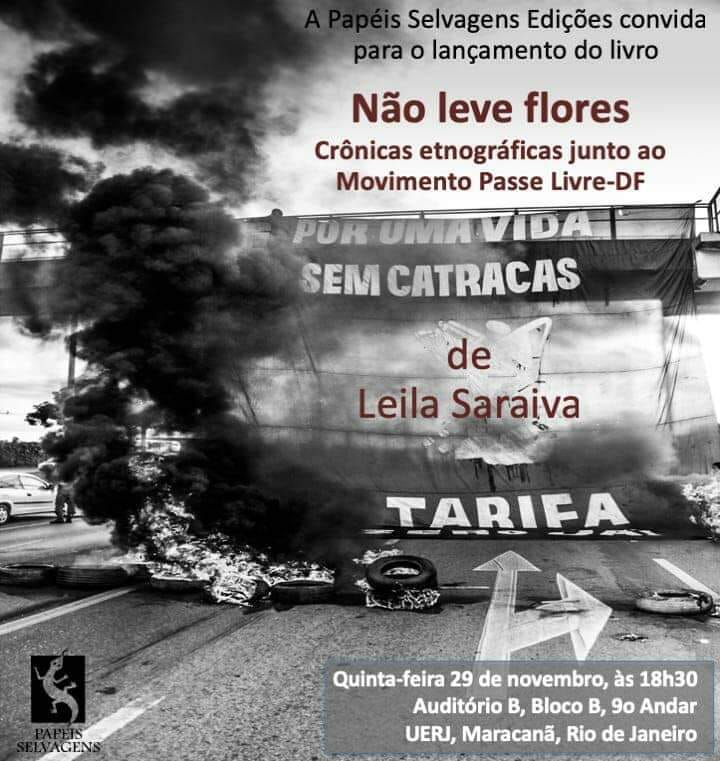 A Papéis Selvagens Edições convida
para o lançamento do livro
Não leve flores
Crônicas etnográficas junto ao
Movimento Passe Livre-DF
POR UMA VIDA
SEM CATRACAS
de
Leila Saraiva
TARIFA
Quinta-feira 29 de novembro, às 18h30
Auditório B, Bloco B, 9o Andar
UERJ, Maracanã, Rio de Janeiro
PAPÉIS
SELVAGENS